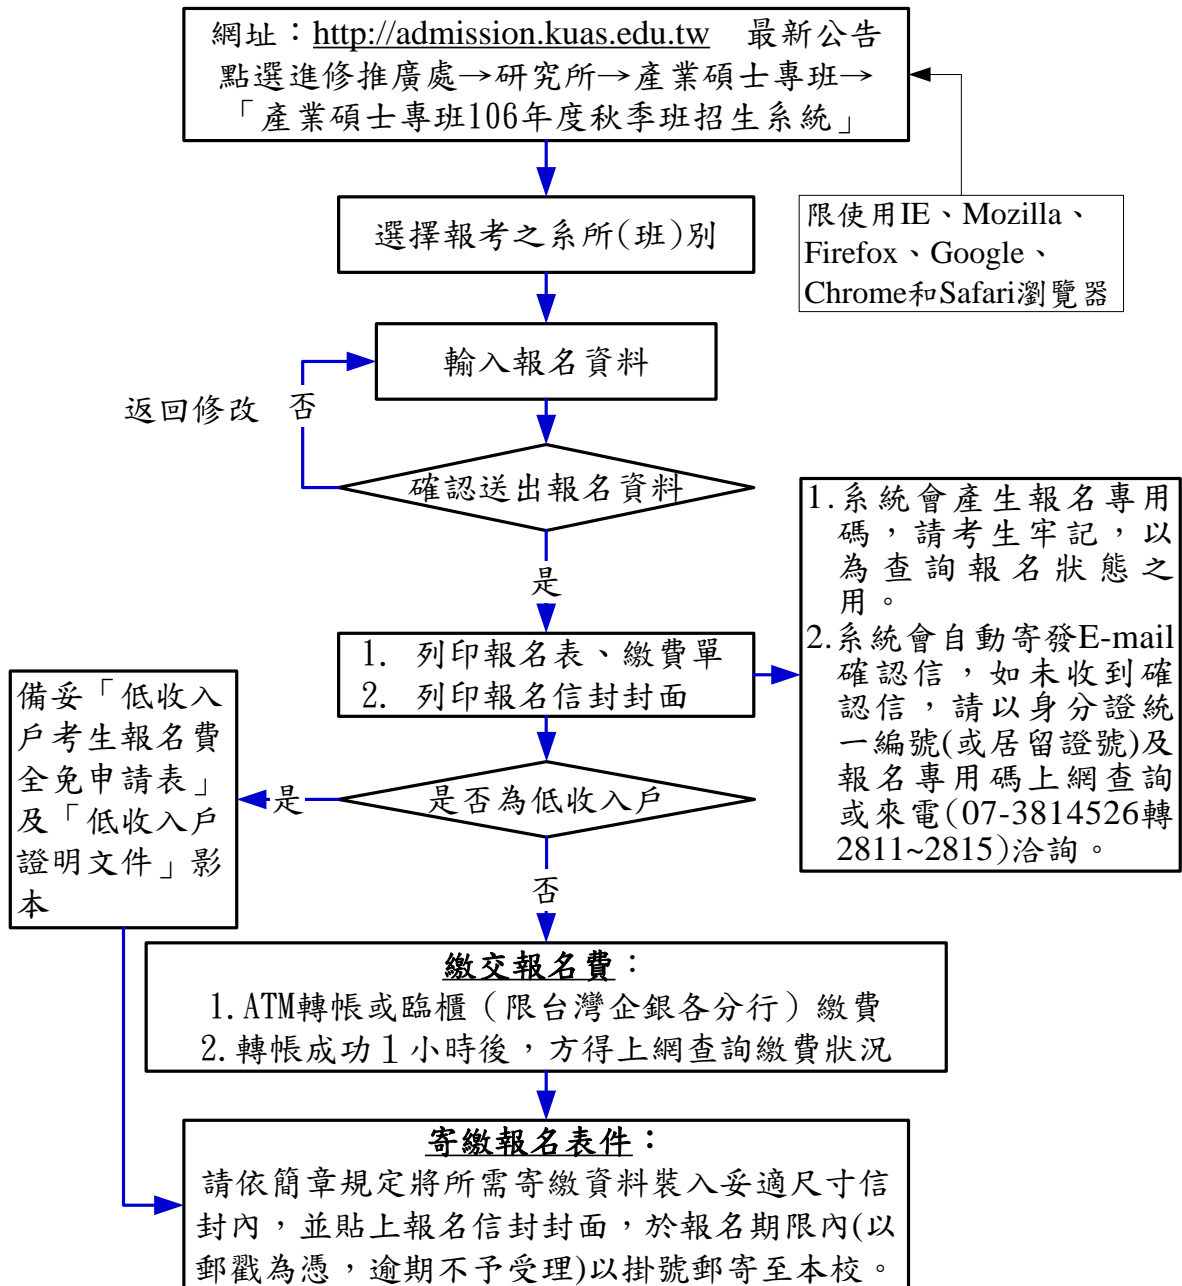 網址：http://admission.kuas.edu.tw　最新公告
點選進修推廣處→研究所→產業碩士專班→
「產業碩士專班106年度秋季班招生系統」
限使用IE、Mozilla、
Firefox、Google、
Chrome和Safari瀏覽器
選擇報考之系所(班)別
輸入報名資料
返回修改 否
確認送出報名資料
是
1. 列印報名表、繳費單
2. 列印報名信封封面
1.系統會產生報名專用
碼，請考生牢記，以
為查詢報名狀態之
用。
2.系統會自動寄發E-mail
確認信，如未收到確
認信，請以身分證統
一編號(或居留證號)及
報名專用碼上網查詢
或來電(07-3814526轉
2811~2815)洽詢。
是否為低收入戶
是
備妥「低收入
戶考生報名費
全免申請表」
及「低收入戶
證明文件」影
本
否
繳交報名費：
1.ATM轉帳或臨櫃（限台灣企銀各分行）繳費
2.轉帳成功１小時後，方得上網查詢繳費狀況
寄繳報名表件：
請依簡章規定將所需寄繳資料裝入妥適尺寸信
封內，並貼上報名信封封面，於報名期限內(以
郵戳為憑，逾期不予受理)以掛號郵寄至本校。